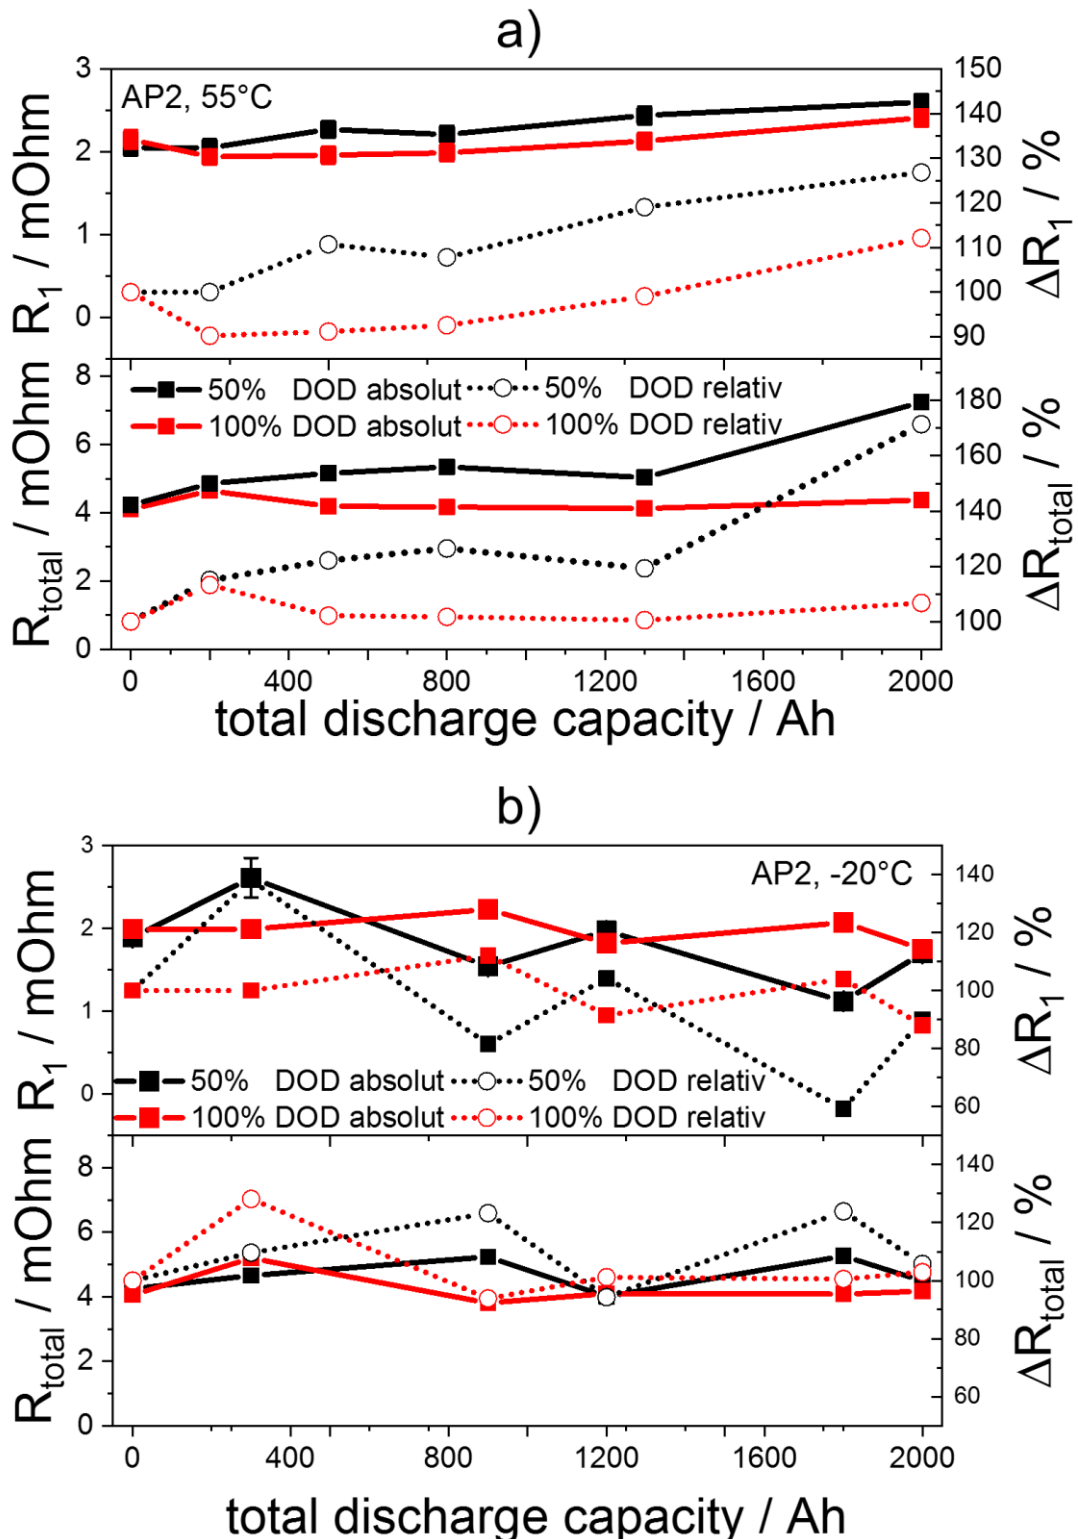 a)
AP2, 55°C
3
2
1
0
R1 / mOhm
150
140
130
120
110
100
90
ΔR1 / %
50% DOD absolut
50% DOD relativ
100% DOD absolut
100% DOD relativ
8
6
4
2
0
Rtotal / mOhm
180
160
140
120
100
ΔRtotal / %
0 400 800 1200 1600 2000
total discharge capacity / Ah
b)
AP2, -20°C
3
2
1
0
R1 / mOhm
140
120
100
80
60
ΔR1 / %
50% DOD absolut
50% DOD relativ
100% DOD absolut
100% DOD relativ
8
6
4
2
0
Rtotal / mOhm
140
120
100
80
60
ΔRtotal / %
0 400 800 1200 1600 2000
total discharge capacity / Ah